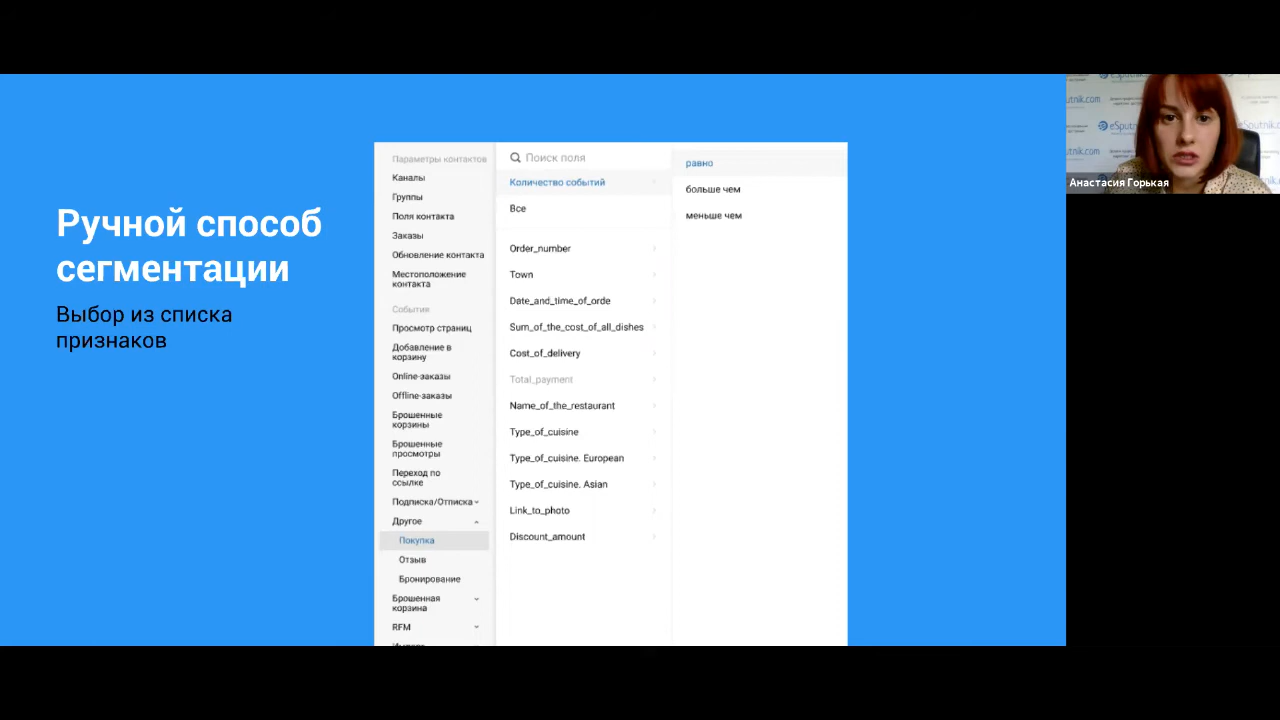 Ручной способ
сегментации
Выбор из списка
признаков
Параметры контактов
Каналы
Группы
Поля контакта
Заказы
Обновление контакта
Местоположение
контакта
События
Просмотр страниц
Добавление в
корзину
Online-заказы
Offline-заказы
Брошенные
корзины
Брошенные
просмотры
Переход по
ссылке
Подписка/Отписка
Другое
Покупка
Отзыв
Бронирование
Брошенная
корзина
RFM
Поиск поля
Количество событий
Все
Order_number
Town
Date_and_time_of_orde
Sum_of_the_cost_of_all_dishes
Cost_of_delivery
Total_payment
Name_of_the_restaurant
Type_of_cuisine
Type_of_cuisine. European
Type_of_cuisine. Asian
Link_to_photo
Discount_amount
равно
больше чем
меньше чем
eSputnik.com
Анастасия Горькая